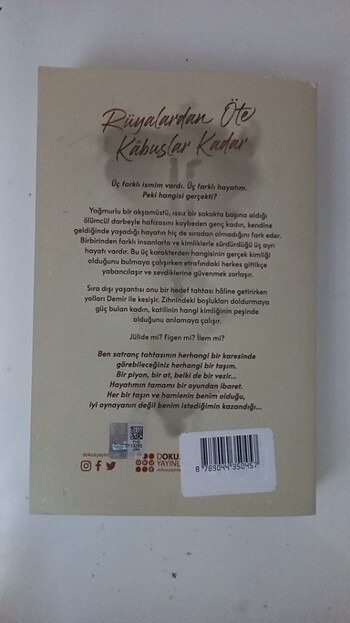 Rüyalardan Öte
Kâbuslar Kadar
Üç farklı ismim vardı. Üç farklı hayatım.
Peki hangisi gerçekti?
Yağmurlu bir akşamüstü, ıssız bir sokakta başına aldığı
ölümcül darbeyle hafızasını kaybeden genç kadın, kendine
geldiğinde yaşadığı hayatın hiç de sıradan olmadığını fark eder.
Birbirinden farklı insanlarla ve kimliklerle sürdürdüğü üç ayrı
hayatı vardır. Bu üç karakterden hangisinin gerçek kimliği
olduğunu bulmaya çalışırken etrafındaki herkes gittikçe
yabancılaşır ve sevdiklerine güvenmek zorlaşır.
Sıra dışı yaşantısı onu bir hedef tahtası hâline getirirken
yolları Demir ile kesişir. Zihnindeki boşlukları doldurmaya
güç bulan kadın, katilinin hangi kimliğinin peşinde
olduğunu anlamaya çalışır.
Jülide mi? Figen mi? İlem mi?
Ben satranç tahtasının herhangi bir karesinde
görebileceğiniz herhangi bir taşım.
Bir piyon, bir at, belki de bir vezir...
Hayatımın tamamı bir oyundan ibaret.
Her bir taşın ve hamlenin benim olduğu,
iyi oynayanın değil benim istediğimin kazandığı...
dokuzyayın
DOKU
YAYINL
8 789044 950457